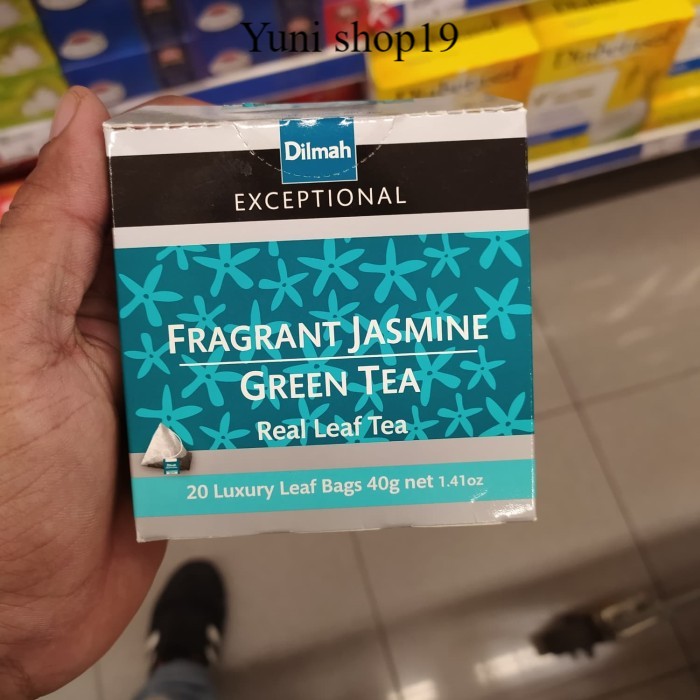 Yuni shop19
Dilmah
EXCEPTIONAL
FRAGRANT JASMINE
GREEN TEA
Real Leaf Tea
20 Luxury Leaf Bags 40g net 1.41oz